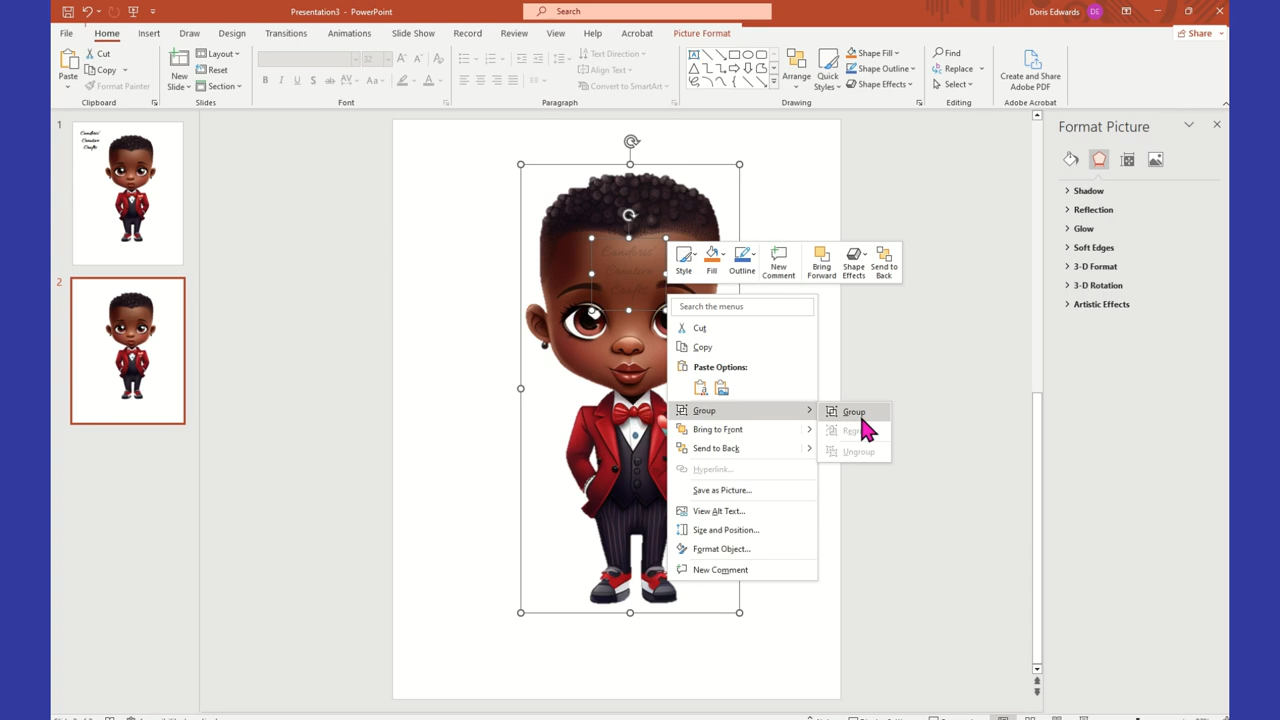 Presentation3 - PowerPoint
Search
Doris Edwards
DE
File
Home
Insert
Draw
Design
Transitions
Animations
Slide Show
Record
Review
View
Help
Acrobat
Picture Format
Share
Paste
Cut
Copy
Format Painter
Clipboard
New
Slide
Layout
Reset
Section
Slides
32
Font
Text Direction
Align Text
Convert to SmartArt
Paragraph
Arrange
Quick
Styles
Shape Fill
Shape Outline
Shape Effects
Drawing
Find
Replace
Select
Editing
Create and Share
Adobe PDF
Adobe Acrobat
1
Candores'
Creative
Crafts
2
Creative
Crafts
Style
Fill
Outline
New
Comment
Bring
Forward
Shape
Effects
Send to
Back
Search the menus
Cut
Copy
Paste Options:
Group
Bring to Front
Send to Back
Hyperlink...
Save as Picture...
View Alt Text...
Size and Position...
Format Object...
New Comment
Group
Ungroup
Format Picture
Shadow
Reflection
Glow
Soft Edges
3-D Format
3-D Rotation
Artistic Effects